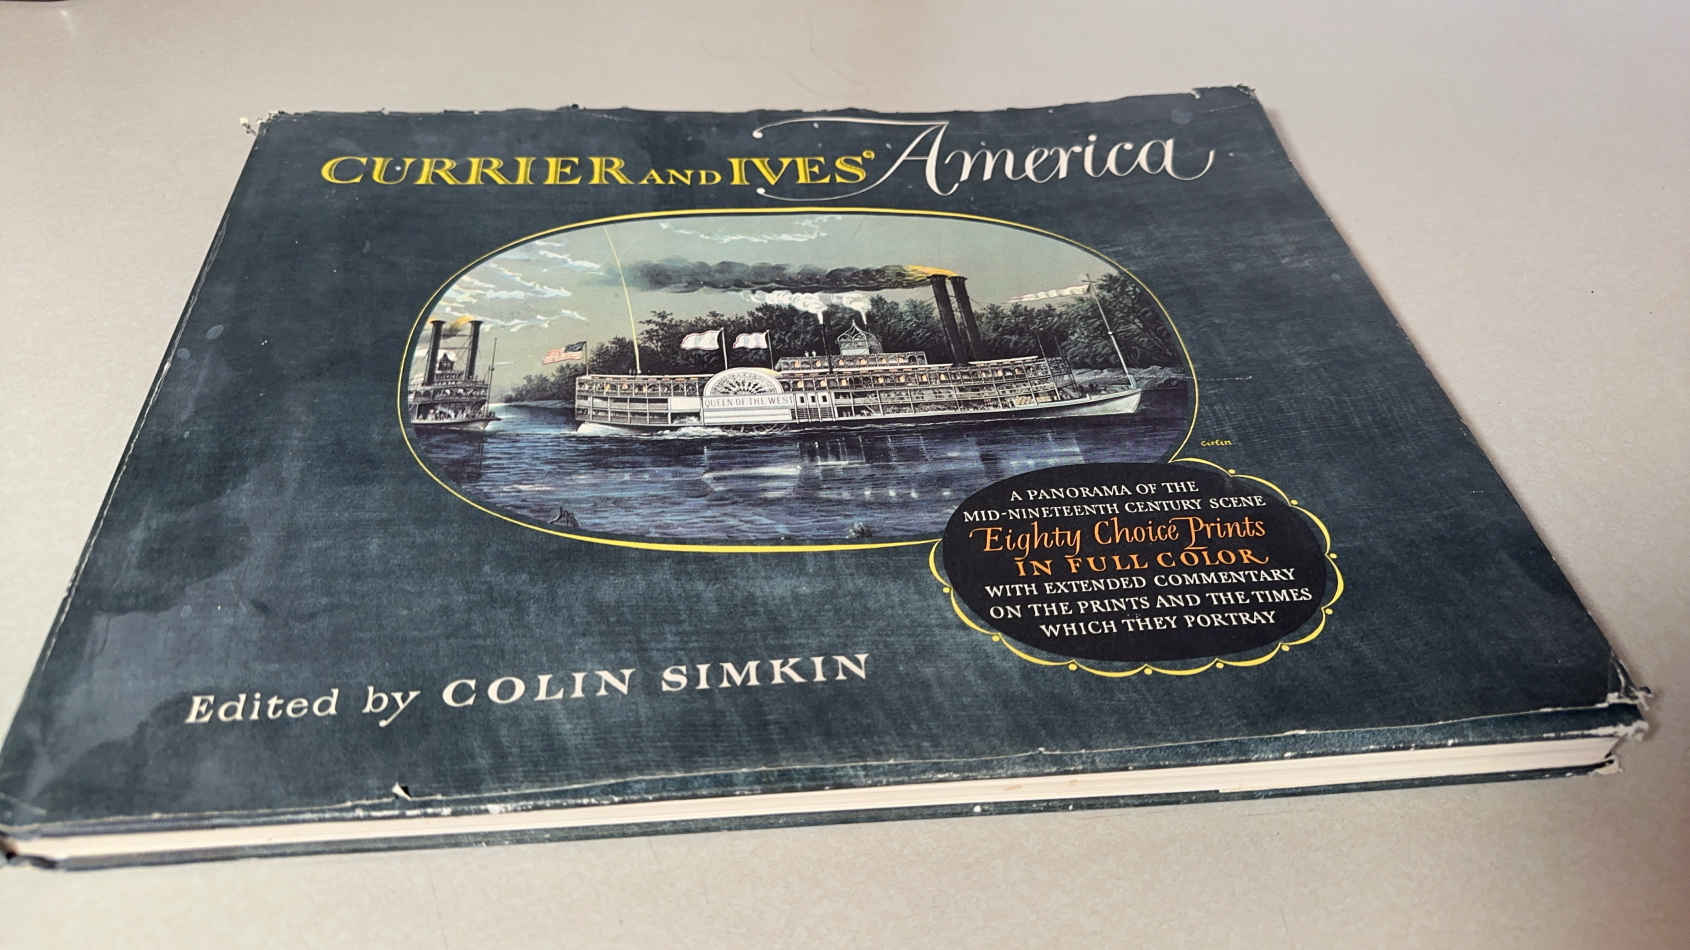 CURRIER AND IVES' America
QUEEN OF THE WEST
A PANORAMA OF THE
MID-NINETEENTH CENTURY SCENE
Eighty Choice Prints
IN FULL COLOR
WITH EXTENDED COMMENTARY
ON THE PRINTS AND THE TIMES
WHICH THEY PORTRAY
Edited by COLIN SIMKIN